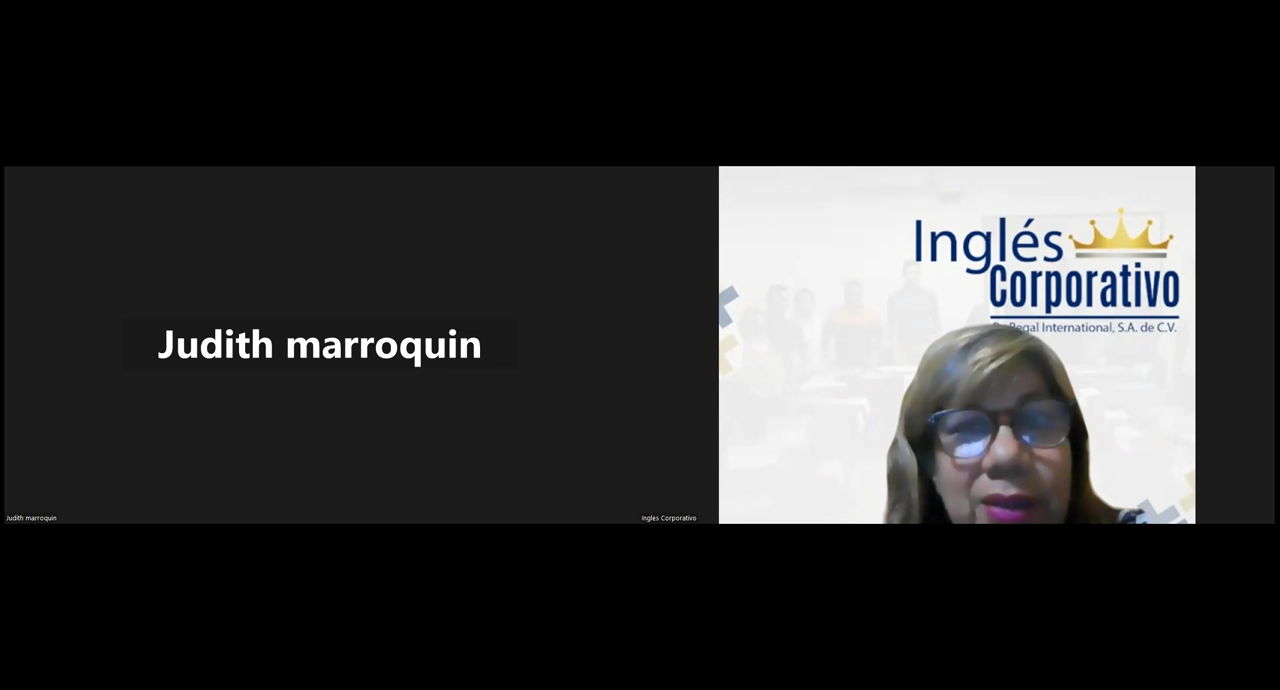 Judith marroquin
Judith marroquin
Ingles Corporativo
Inglés
Corporativo
Regal International, S.A. de C.V.